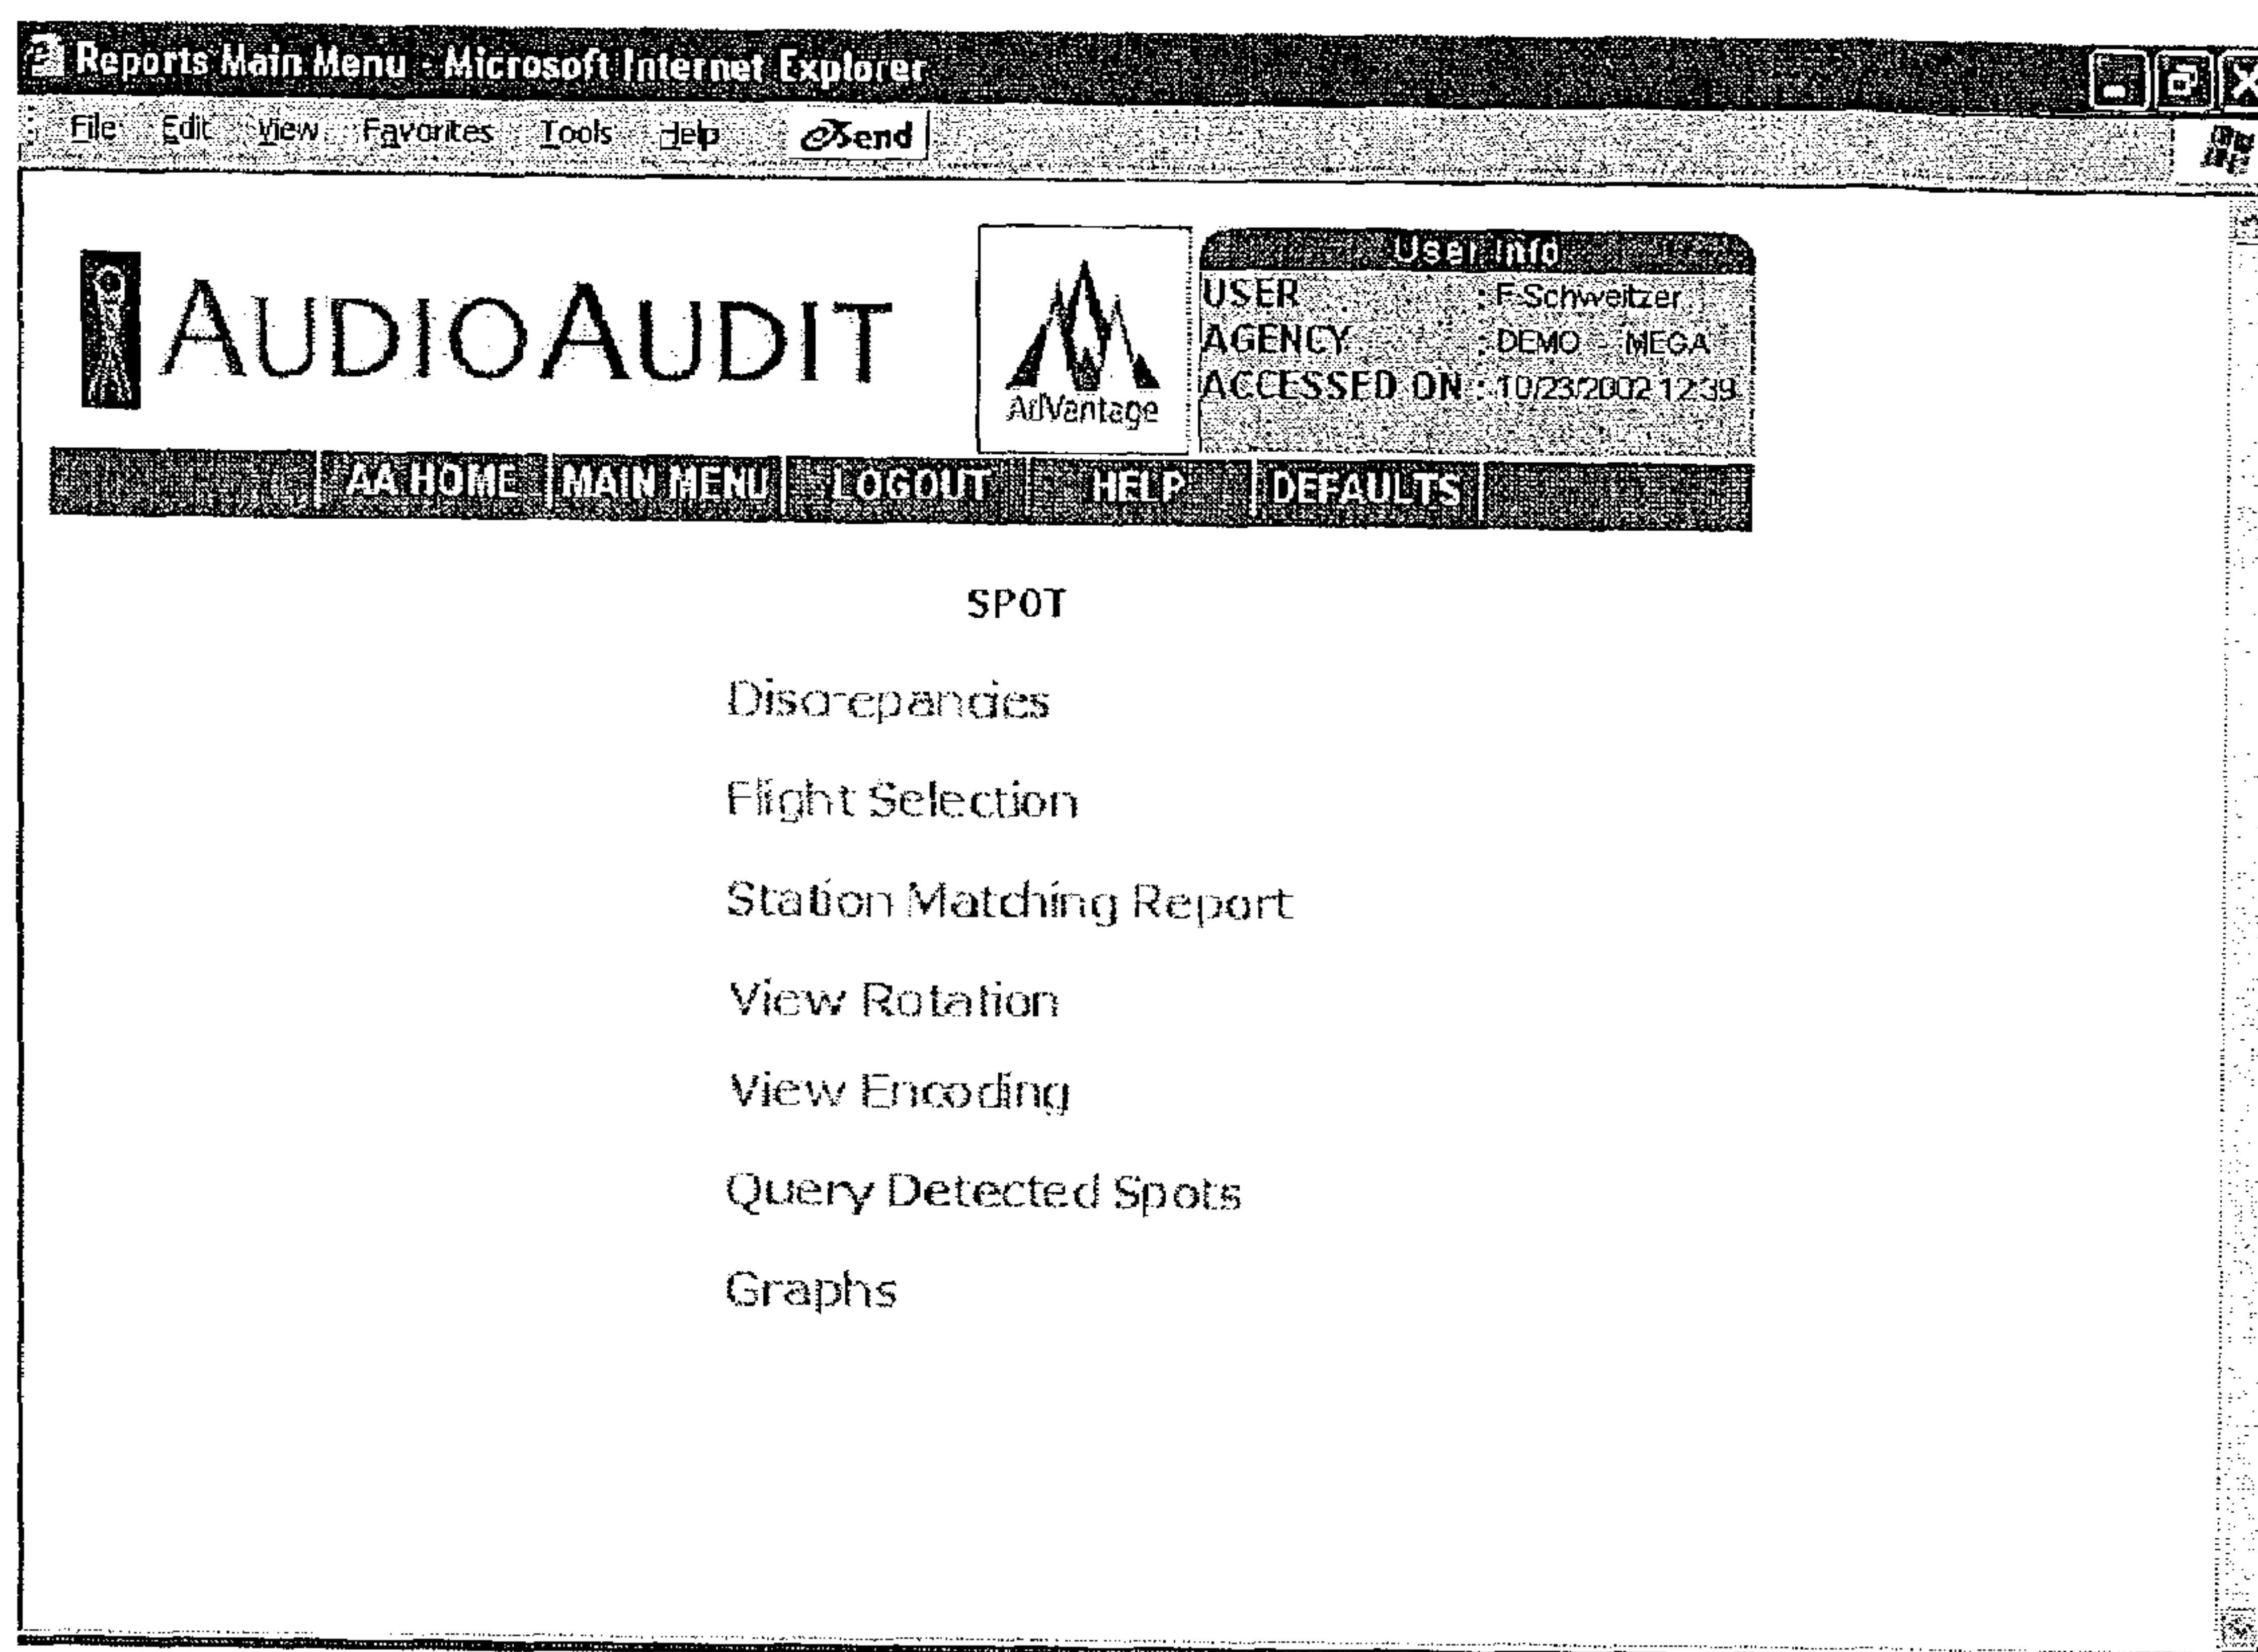 Reports Main Menu - Microsoft Internet Explorer
File Edit View Favorites Tools Help eSend
AUDIOAUDIT
AdVantage
User Info
USER : F-Schweitzer
AGENCY : DEMO - MEGA
ACCESSED ON : 10/23/2002 12:39
AA HOME MAIN MENU LOGOUT HELP DEFAULTS
SPOT
Discrepancies
Flight Selection
Station Matching Report
View Rotation
View Encoding
Query Detected Spots
Graphs